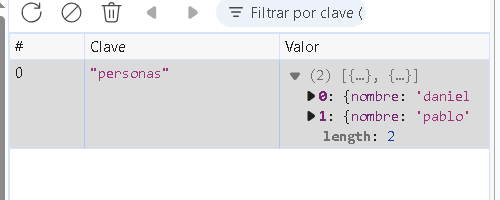 Filtrar por clave (
# Clave Valor
0 "personas" (2) [{…}, {…}]
0: {nombre: 'daniel
1: {nombre: 'pablo'
length: 2